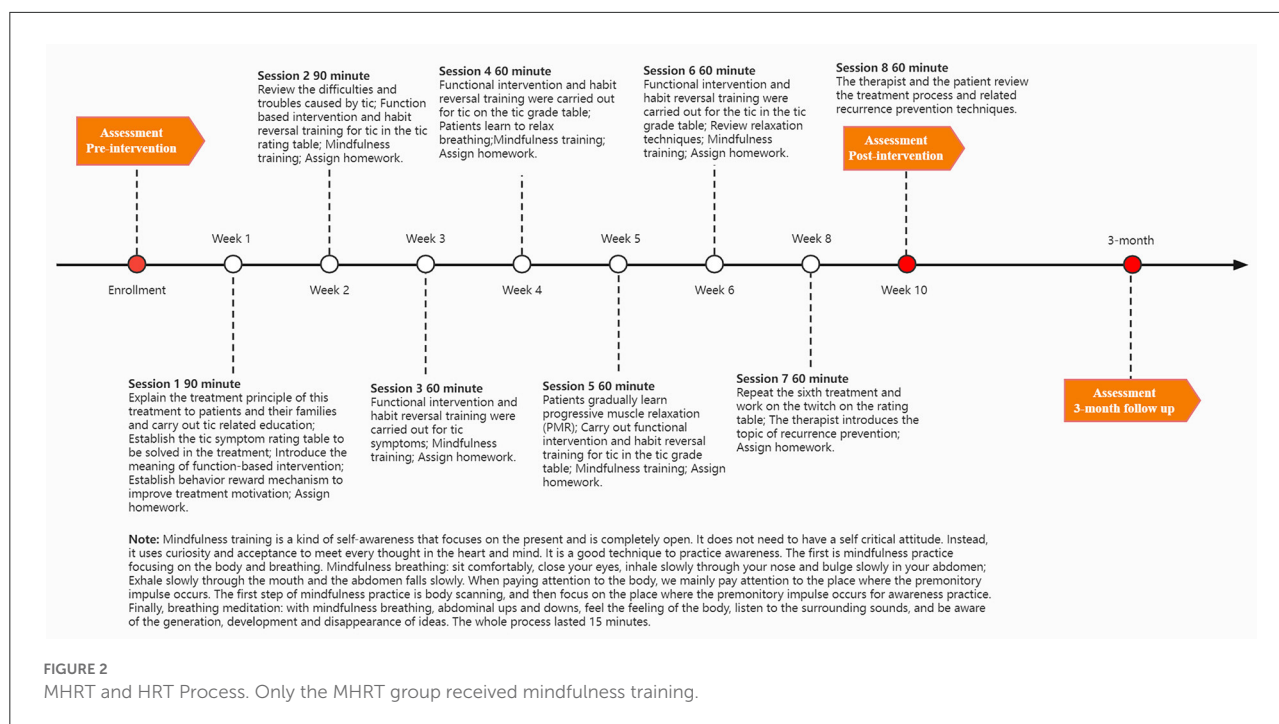 Session 2 90 minute
Review the difficulties and
troubles caused by tic; Function
based intervention and habit
reversal training for tic in the tic
rating table; Mindfulness
training; Assign homework.
Session 4 60 minute
Functional intervention and habit
reversal training were carried out
for tic on the tic grade table;
Patients learn to relax
breathing;Mindfulness training;
Assign homework.
Session 6 60 minute
Functional intervention and
habit reversal training were
carried out for the tic in the tic
grade table; Review relaxation
techniques; Mindfulness
training; Assign homework.
Session 8 60 minute
The therapist and the patient review
the treatment process and related
recurrence prevention techniques.
Assessment
Pre-intervention
Assessment
Post-intervention
Week 1
Week 3
Week 5
Week 8
3-month
Enrollment
Week 2
Week 4
Week 6
Week 10
Session 1 90 minute
Explain the treatment principle of this
treatment to patients and their families
and carry out tic related education;
Establish the tic symptom rating table to
be solved in the treatment; Introduce the
meaning of function-based intervention;
Establish behavior reward mechanism to
improve treatment motivation; Assign
homework.
Session 3 60 minute
Functional intervention and
habit reversal training were
carried out for tic
symptoms; Mindfulness
training; Assign homework.
Session 5 60 minute
Patients gradually learn
progressive muscle relaxation
(PMR); Carry out functional
intervention and habit reversal
training for tic in the tic grade
table; Mindfulness training; Assign
homework.
Session 7 60 minute
Repeat the sixth treatment and
work on the twitch on the rating
table; The therapist introduces the
topic of recurrence prevention;
Assign homework.
Assessment
3-month follow up
Note: Mindfulness training is a kind of self-awareness that focuses on the present and is completely open. It does not need to have a self critical attitude. Instead,
it uses curiosity and acceptance to meet every thought in the heart and mind. It is a good technique to practice awareness. The first is mindfulness practice
focusing on the body and breathing. Mindfulness breathing: sit comfortably, close your eyes, inhale slowly through your nose and bulge slowly in your abdomen;
Exhale slowly through the mouth and the abdomen falls slowly. When paying attention to the body, we mainly pay attention to the place where the premonitory
impulse occurs. The first step of mindfulness practice is body scanning, and then focus on the place where the premonitory impulse occurs for awareness practice.
Finally, breathing meditation: with mindfulness breathing, abdominal ups and downs, feel the feeling of the body, listen to the surrounding sounds, and be aware
of the generation, development and disappearance of ideas. The whole process lasted 15 minutes.
FIGURE 2
MHRT and HRT Process. Only the MHRT group received mindfulness training.